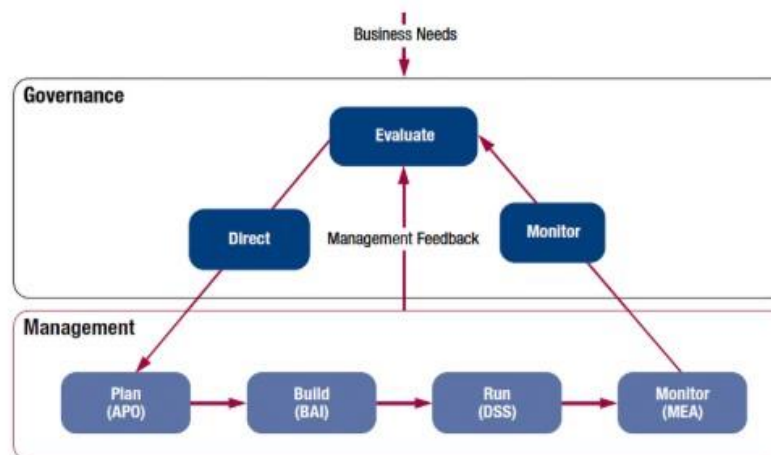 Business Needs
Governance
Evaluate
Direct
Management Feedback
Monitor
Management
Plan
(APO)
Build
(BAI)
Run
(DSS)
Monitor
(MEA)